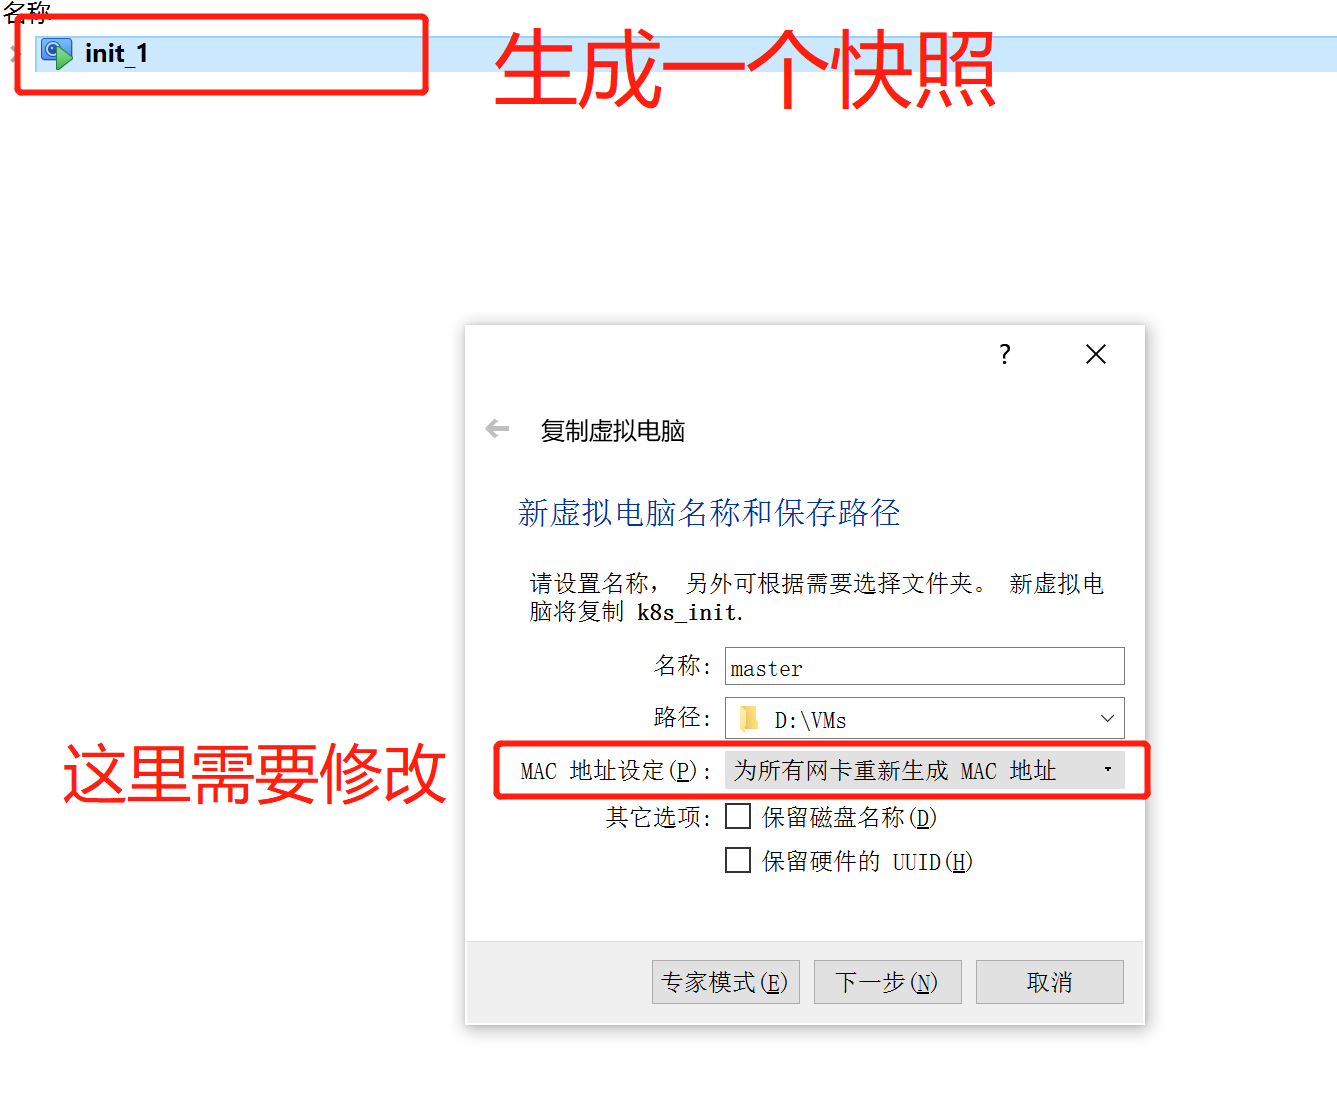 名称
init_1
生成一个快照
?
复制虚拟电脑
新虚拟电脑名称和保存路径
请设置名称， 另外可根据需要选择文件夹。 新虚拟电
脑将复制 k8s_init.
名称: master
路径: D:\VMs
这里需要修改
MAC 地址设定(P): 为所有网卡重新生成 MAC 地址
其它选项: 保留磁盘名称(D)
保留硬件的 UUID(H)
专家模式(E) 下一步(N) 取消